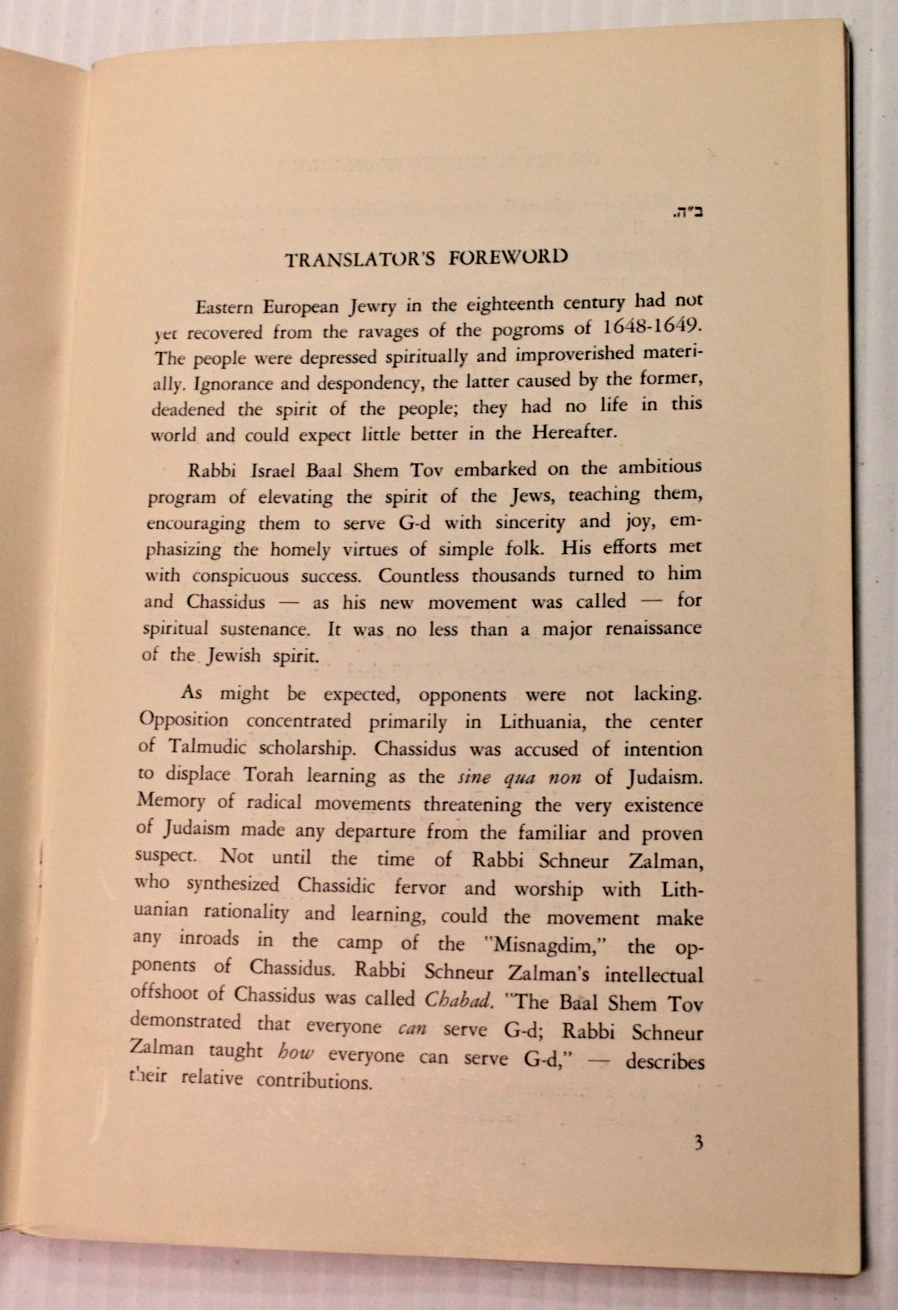 ב"ה.
TRANSLATOR'S FOREWORD
Eastern European Jewry in the eighteenth century had not
yet recovered from the ravages of the pogroms of 1648-1649.
The people were depressed spiritually and improverished materi-
ally. Ignorance and despondency, the latter caused by the former,
deadened the spirit of the people; they had no life in this
world and could expect little better in the Hereafter.
Rabbi Israel Baal Shem Tov embarked on the ambitious
program of elevating the spirit of the Jews, teaching them,
encouraging them to serve G-d with sincerity and joy, em-
phasizing the homely virtues of simple folk. His efforts met
with conspicuous success. Countless thousands turned to him
and Chassidus — as his new movement was called — for
spiritual sustenance. It was no less than a major renaissance
of the Jewish spirit.
As might be expected, opponents were not lacking.
Opposition concentrated primarily in Lithuania, the center
of Talmudic scholarship. Chassidus was accused of intention
to displace Torah learning as the sine qua non of Judaism.
Memory of radical movements threatening the very existence
of Judaism made any departure from the familiar and proven
suspect. Not until the time of Rabbi Schneur Zalman,
who synthesized Chassidic fervor and worship with Lith-
uanian rationality and learning, could the movement make
any inroads in the camp of the "Misnagdim," the op-
ponents of Chassidus. Rabbi Schneur Zalman's intellectual
offshoot of Chassidus was called Chabad. "The Baal Shem Tov
demonstrated that everyone can serve G-d; Rabbi Schneur
Zalman taught how everyone can serve G-d," — describes
their relative contributions.
3